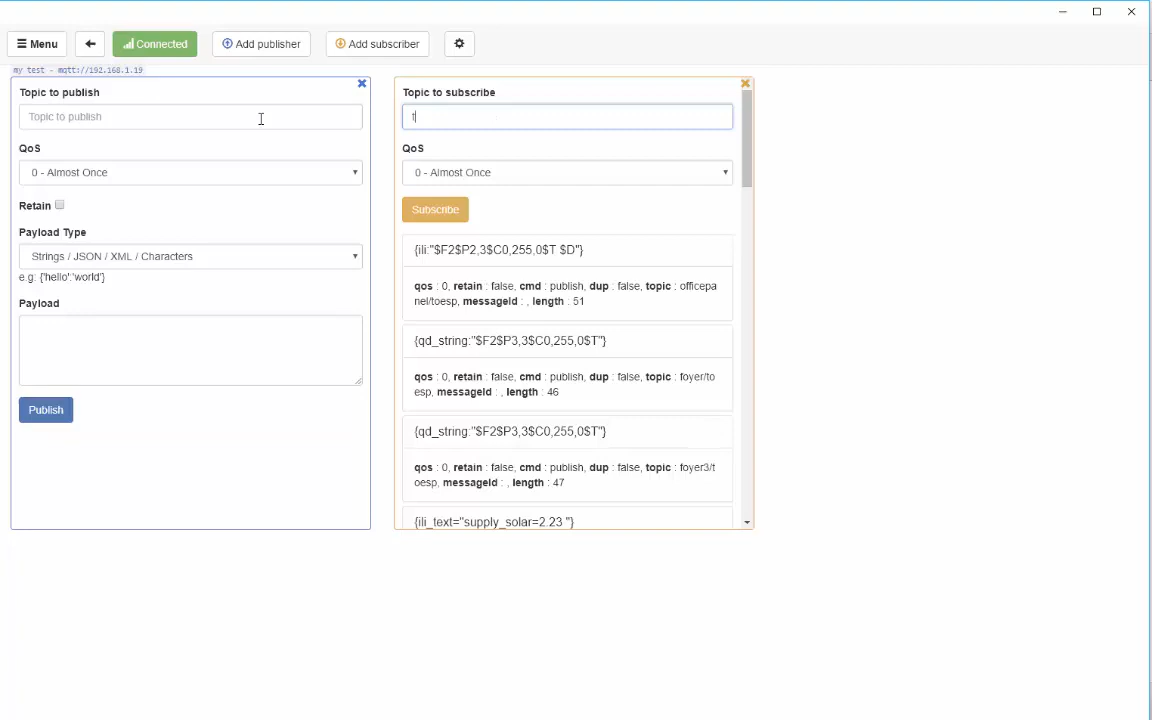 Menu
Connected
Add publisher
Add subscriber
my test - mqtt://192.168.1.19
Topic to publish
Topic to publish
QoS
0 - Almost Once
Retain
Payload Type
Strings / JSON / XML / Characters
e.g: {'hello':'world'}
Payload
Publish
Topic to subscribe
t
QoS
0 - Almost Once
Subscribe
{ili:"$F2$P2,3$C0,255,0$T $D"}
qos : 0, retain : false, cmd : publish, dup : false, topic : officepa
nel/toesp, messageId : , length : 51
{qd_string:"$F2$P3,3$C0,255,0$T"}
qos : 0, retain : false, cmd : publish, dup : false, topic : foyer/to
esp, messageId : , length : 46
{qd_string:"$F2$P3,3$C0,255,0$T"}
qos : 0, retain : false, cmd : publish, dup : false, topic : foyer3/t
oesp, messageId : , length : 47
{ili_text="supply_solar=2.23 "}